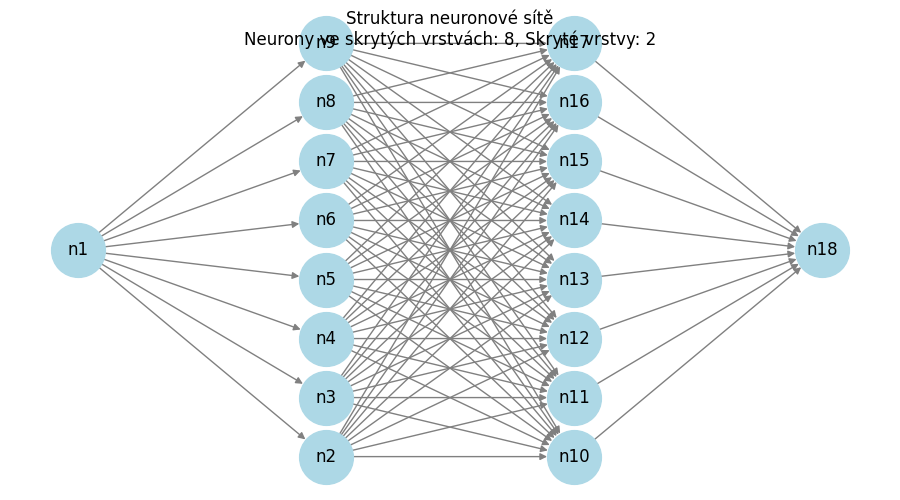 Struktura neuronové sítě
Neurony ve skrytých vrstvách: 8, Skryté vrstvy: 2
n9
n17
n8
n16
n7
n15
n6
n14
n1
n18
n5
n13
n4
n12
n3
n11
n2
n10